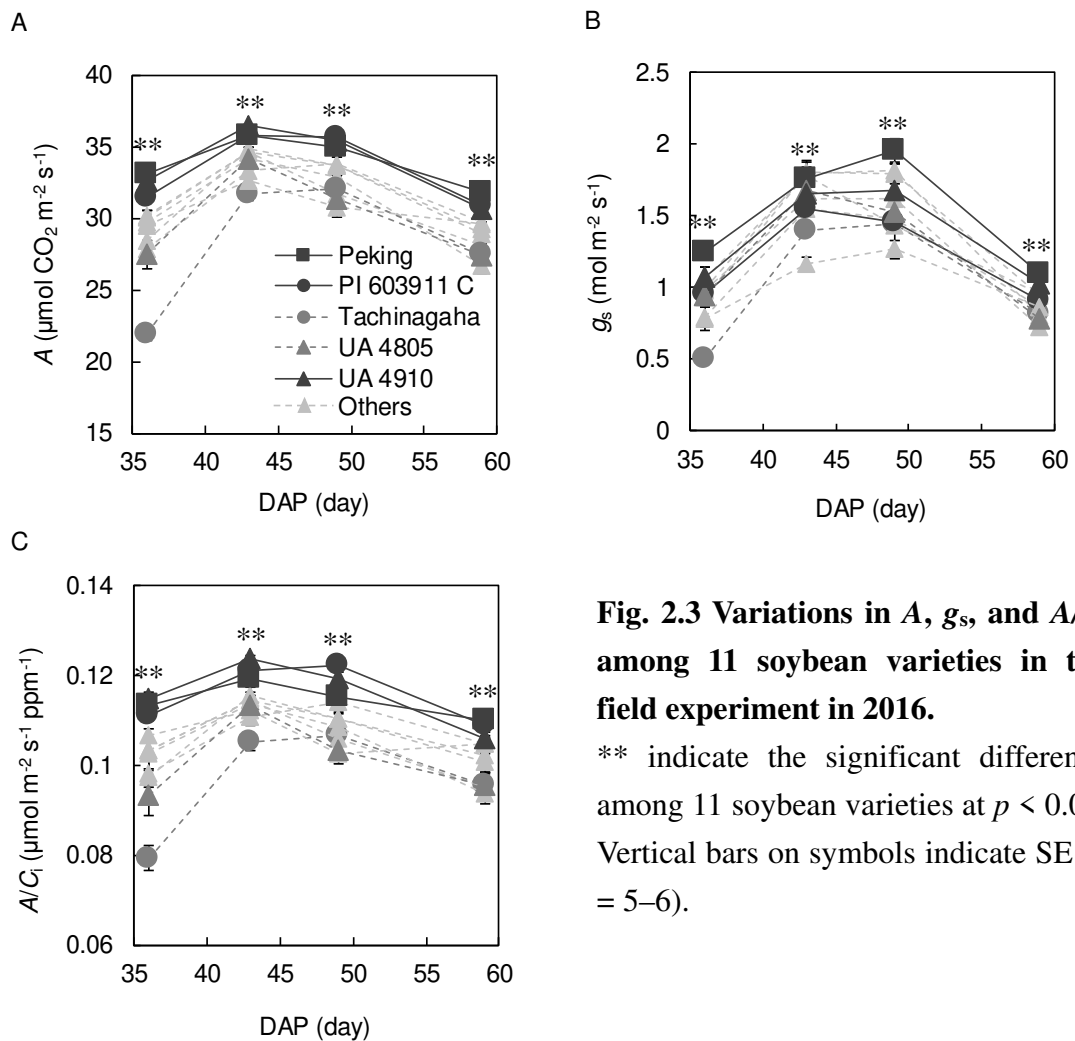 A
40
35
30
25
20
15
A (µmol CO2 m-2 s-1)
**
**
**
**
Peking
PI 603911 C
Tachinagaha
UA 4805
UA 4910
Others
35 40 45 50 55 60
DAP (day)
B
2.5
2
1.5
1
0.5
0
gs (mol m-2 s-1)
**
**
**
**
35 40 45 50 55 60
DAP (day)
C
0.14
0.12
0.1
0.08
0.06
A/Ci (µmol m-2 s-1 ppm-1)
**
**
**
**
35 40 45 50 55 60
DAP (day)
Fig. 2.3 Variations in A, gs, and A/
among 11 soybean varieties in t
field experiment in 2016.
** indicate the significant differen
among 11 soybean varieties at p < 0.0
Vertical bars on symbols indicate SE
= 5–6).